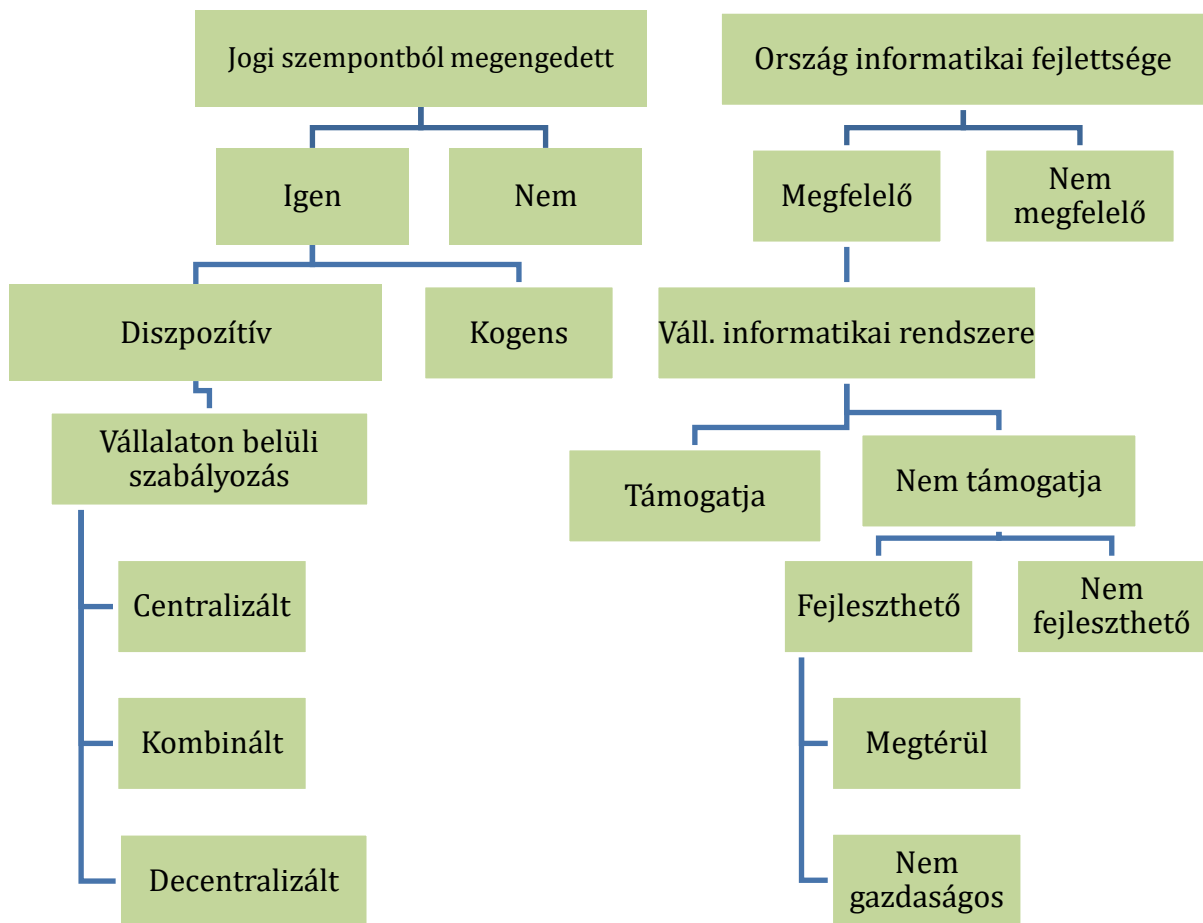 Jogi szempontból megengedett
Igen
Nem
Diszpozítív
Kogens
Vállalaton belüli
szabályozás
Centralizált
Kombinált
Decentralizált
Ország informatikai fejlettsége
Megfelelő
Nem
megfelelő
Váll. informatikai rendszere
Támogatja
Nem támogatja
Fejleszthető
Nem
fejleszthető
Megtérül
Nem
gazdaságos